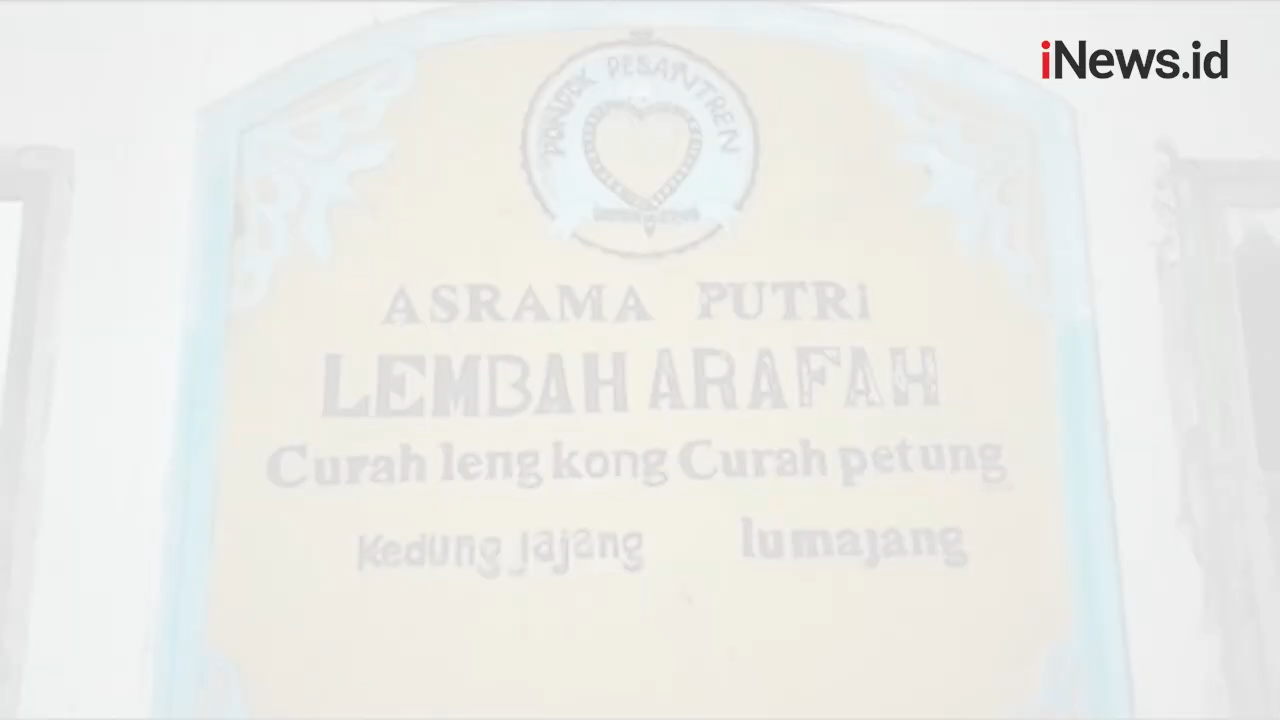 iNews.id
PONDOK PESANTREN
ASRAMA PUTRi
LEMBAH ARAFAH
Curah leng kong Curah petung
Kedung Jajang lumajang